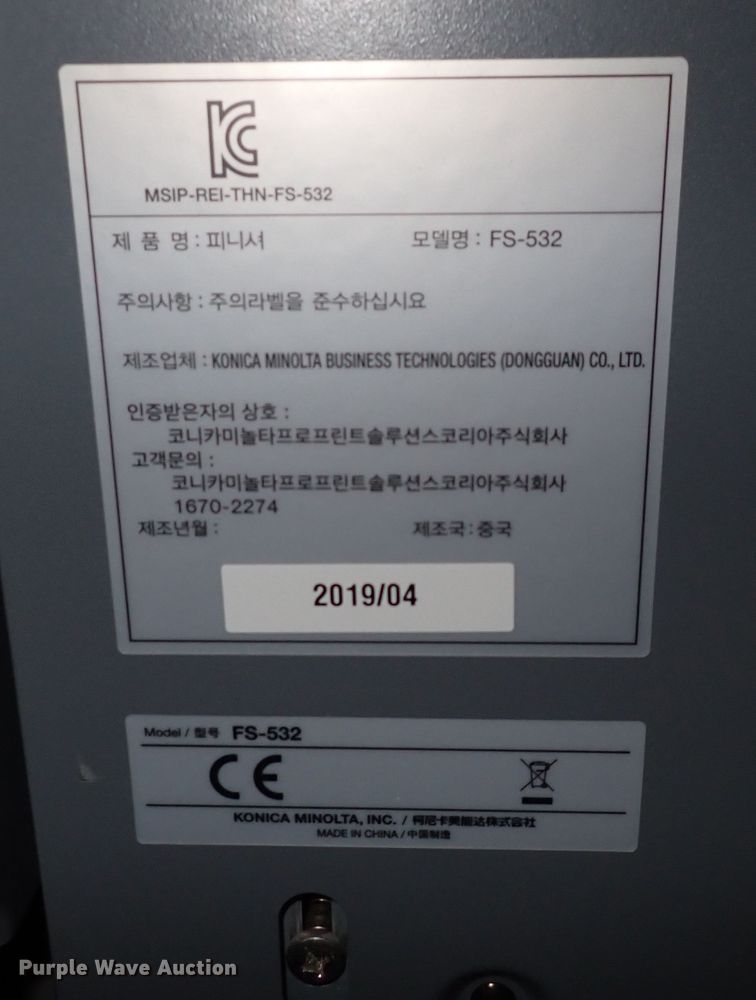 MSIP-REI-THN-FS-532
제 품 명 : 피니셔 모델명 : FS-532
주의사항 : 주의라벨을 준수하십시요
제조업체 : KONICA MINOLTA BUSINESS TECHNOLOGIES (DONGGUAN) CO., LTD.
인증받은자의 상호 :
코니카미놀타프로프린트솔루션스코리아주식회사
고객문의 :
코니카미놀타프로프린트솔루션스코리아주식회사
1670-2274
제조년월 : 제조국 : 중국
2019/04
Model / 型号 FS-532
CE
KONICA MINOLTA, INC. / 柯尼卡美能达株式会社
MADE IN CHINA / 中国制造
Purple Wave Auction